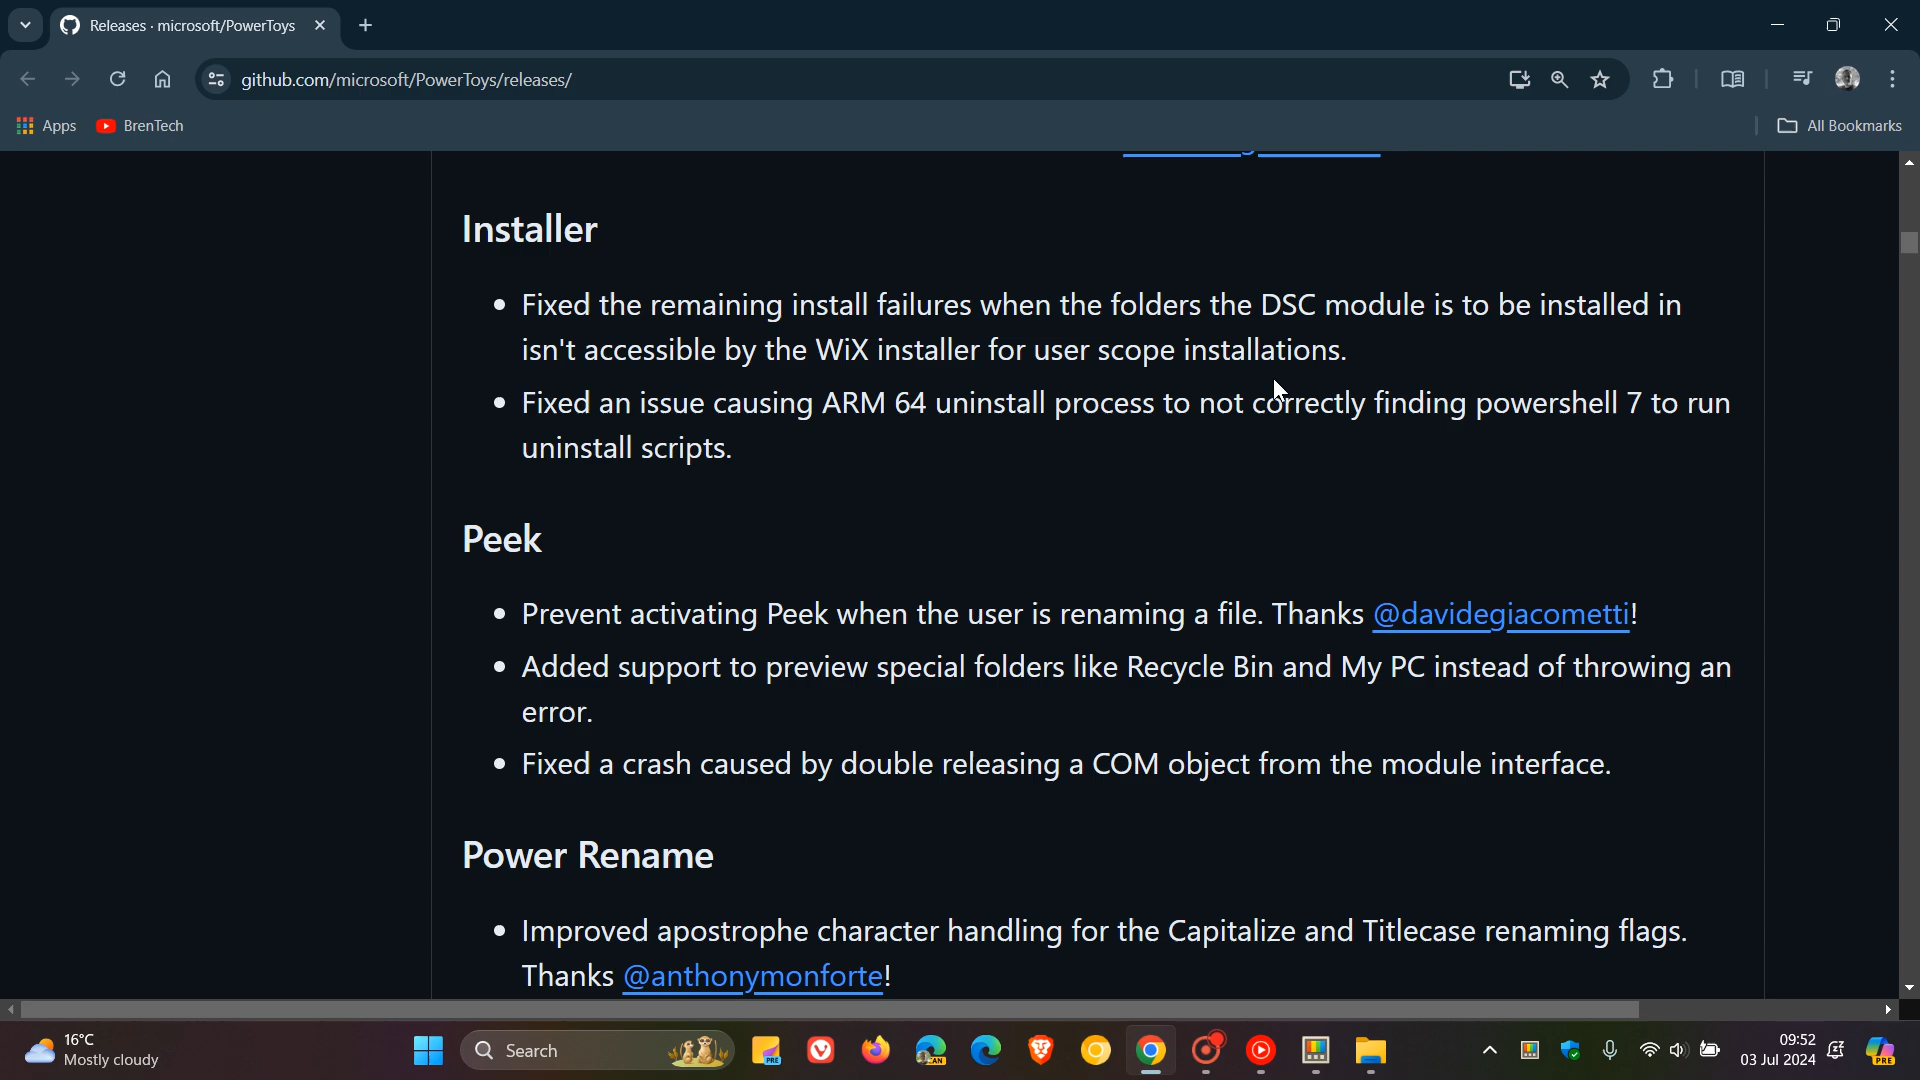 Releases · microsoft/PowerToys
github.com/microsoft/PowerToys/releases/
Apps
BrenTech
All Bookmarks
Installer
Fixed the remaining install failures when the folders the DSC module is to be installed in
isn't accessible by the WiX installer for user scope installations.
Fixed an issue causing ARM 64 uninstall process to not correctly finding powershell 7 to run
uninstall scripts.
Peek
Prevent activating Peek when the user is renaming a file. Thanks @davidegiacometti!
Added support to preview special folders like Recycle Bin and My PC instead of throwing an
error.
Fixed a crash caused by double releasing a COM object from the module interface.
Power Rename
Improved apostrophe character handling for the Capitalize and Titlecase renaming flags.
Thanks @anthonymonforte!
16°C
Mostly cloudy
Search
PRE
CAN
09:52
03 Jul 2024
PRE